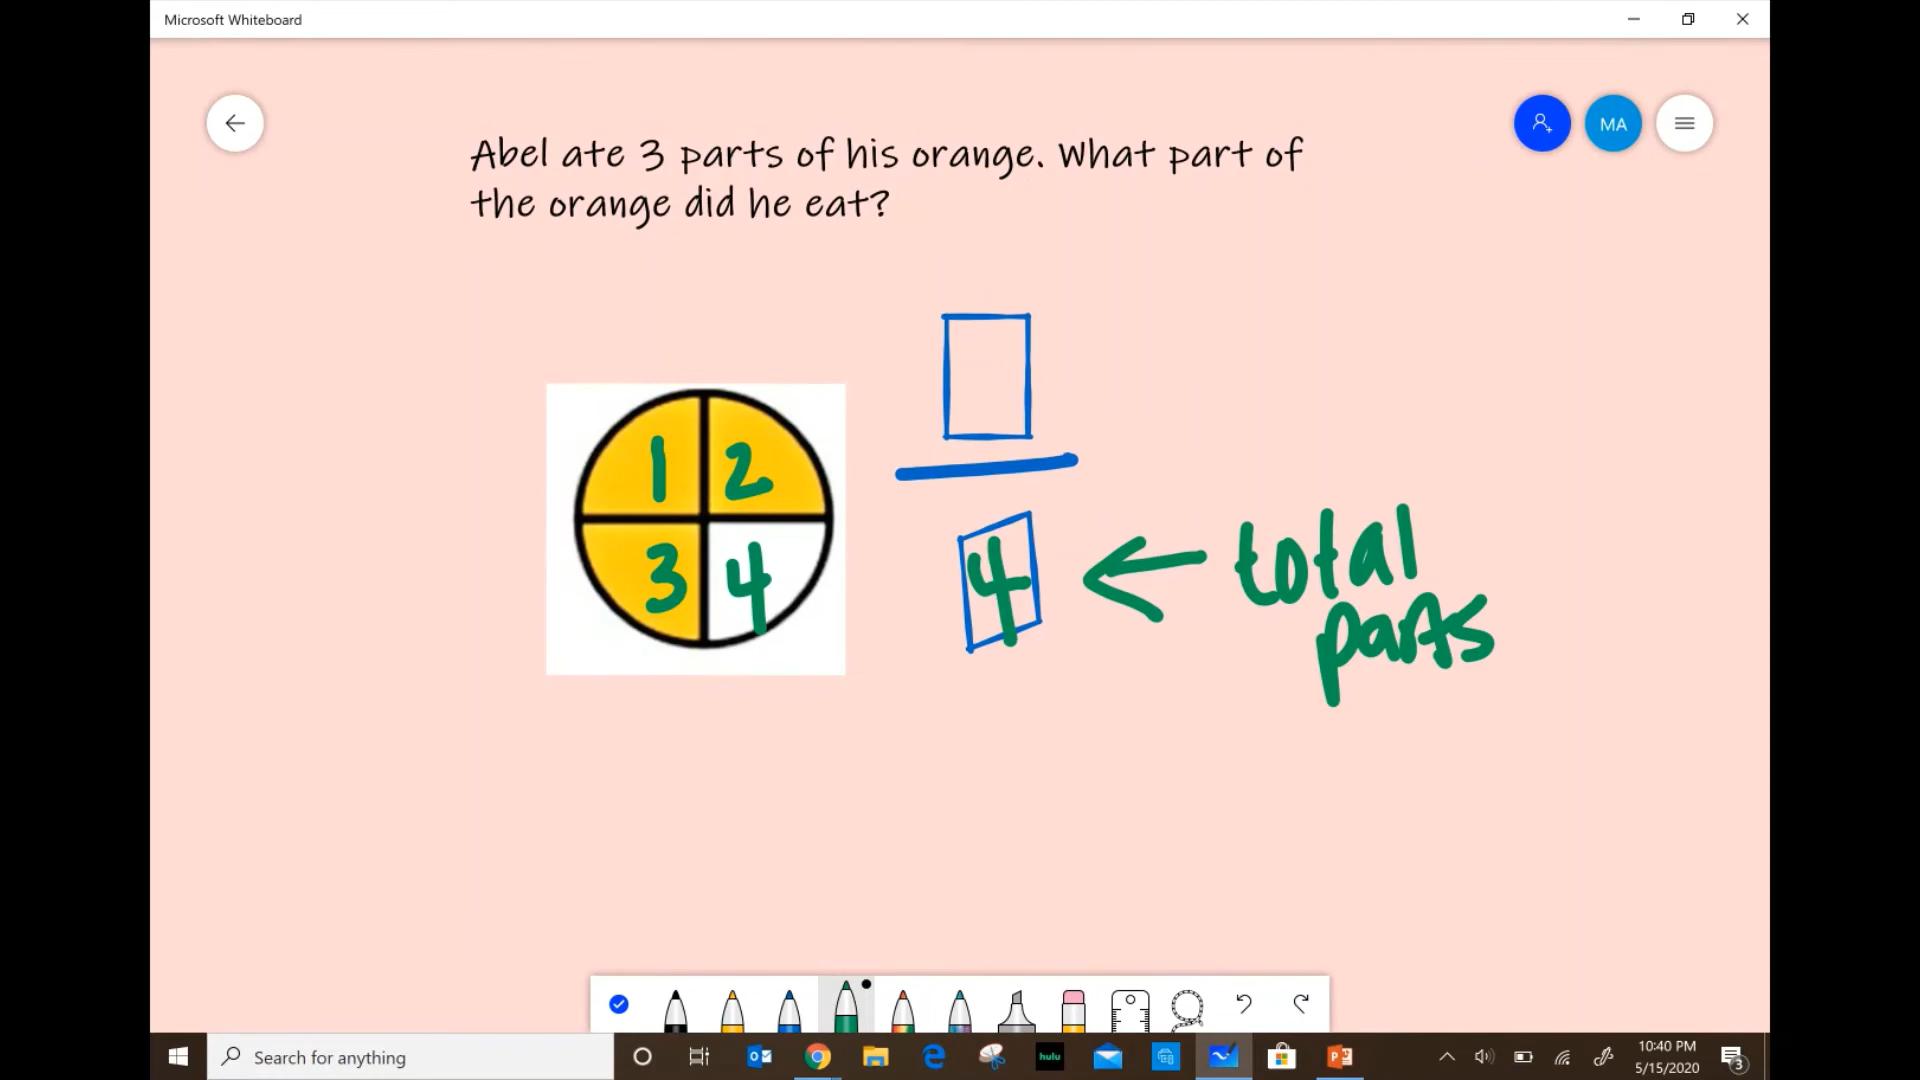 Microsoft Whiteboard
MA
Abel ate 3 parts of his orange. What part of
the orange did he eat?
1 2
3 4
4
total
parts
Search for anything
hulu
10:40 PM
5/15/2020
3